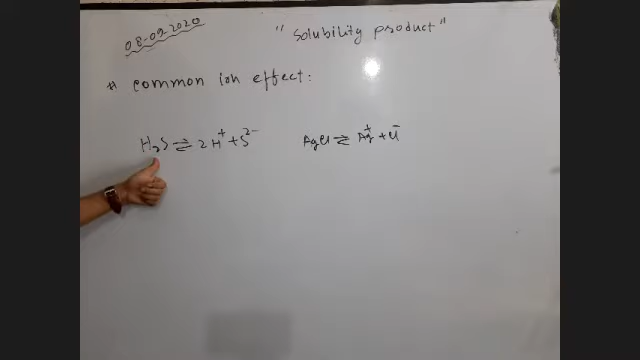 08-09-2020
"Solubility product"
# Common ion effect:
H₂S ⇌ 2H⁺ + S²⁻
AgCl ⇌ Ag⁺ + Cl⁻